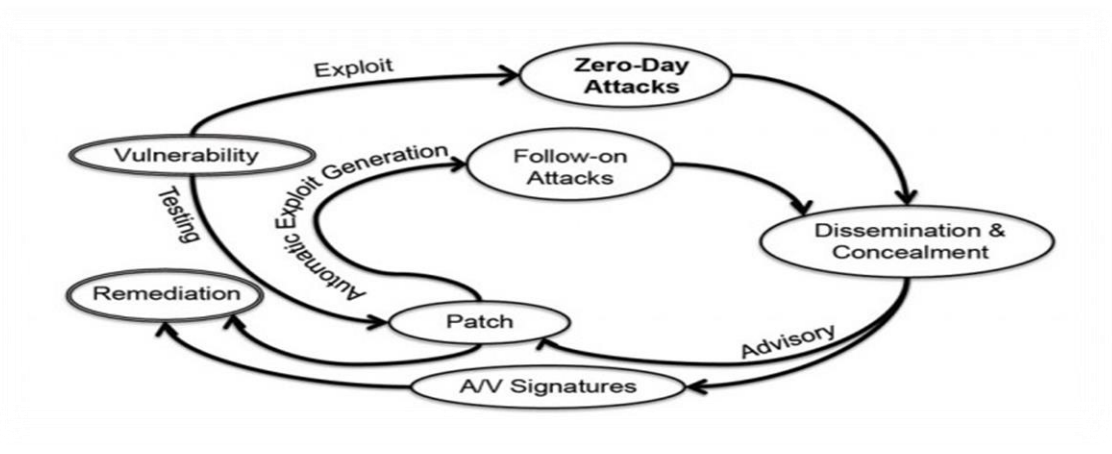 Exploit
Zero-Day
Attacks
Vulnerability
Automatic Exploit Generation
Follow-on
Attacks
Testing
Dissemination &
Concealment
Remediation
Patch
Advisory
A/V Signatures